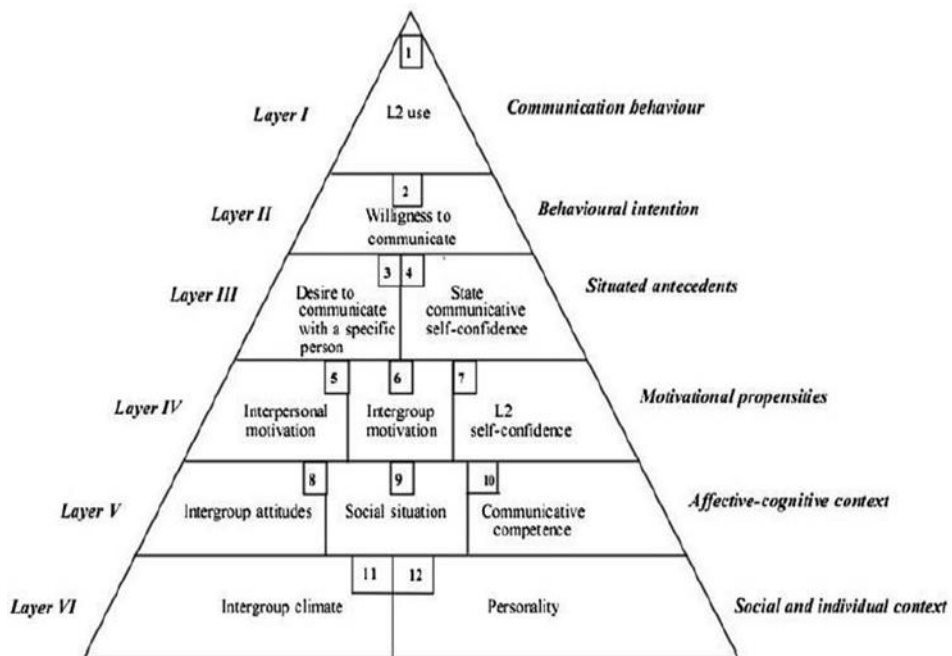 1
Layer I
L2 use
Communication behaviour
2
Layer II
Willigness to
communicate
Behavioural intention
3 4
Layer III
Desire to
communicate
with a specific
person
State
communicative
self-confidence
Situated antecedents
5 6 7
Layer IV
Interpersonal
motivation
Intergroup
motivation
L2
self-confidence
Motivational propensities
8 9 10
Layer V
Intergroup attitudes
Social situation
Communicative
competence
Affective-cognitive context
11 12
Layer VI
Intergroup climate
Personality
Social and individual context